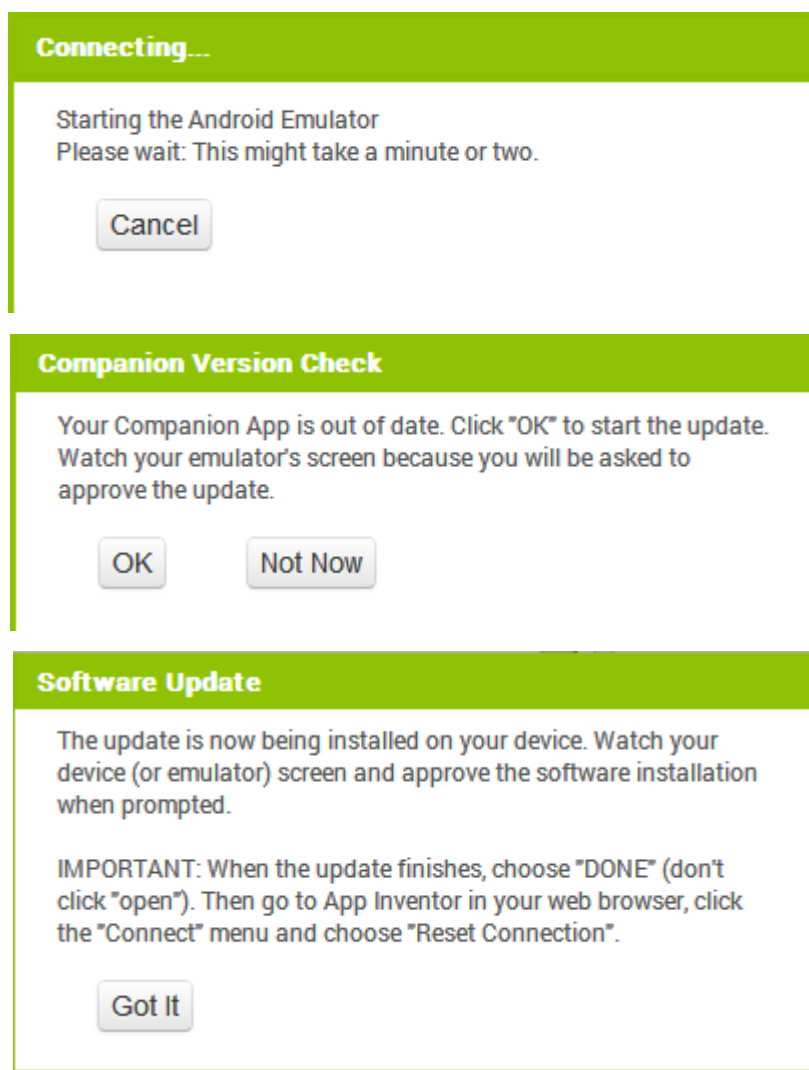 Connecting...
Starting the Android Emulator
Please wait: This might take a minute or two.
Cancel
Companion Version Check
Your Companion App is out of date. Click "OK" to start the update.
Watch your emulator's screen because you will be asked to
approve the update.
OK Not Now
Software Update
The update is now being installed on your device. Watch your
device (or emulator) screen and approve the software installation
when prompted.
IMPORTANT: When the update finishes, choose "DONE" (don't
click "open"). Then go to App Inventor in your web browser, click
the "Connect" menu and choose "Reset Connection".
Got It